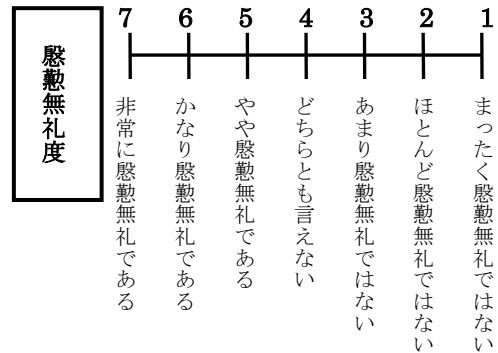 慇懃無礼度
7 6 5 4 3 2 1
まったく慇懃無礼ではない
ほとんど慇懃無礼ではない
あまり慇懃無礼ではない
どちらとも言えない
やや慇懃無礼である
かなり慇懃無礼である
非常に慇懃無礼である